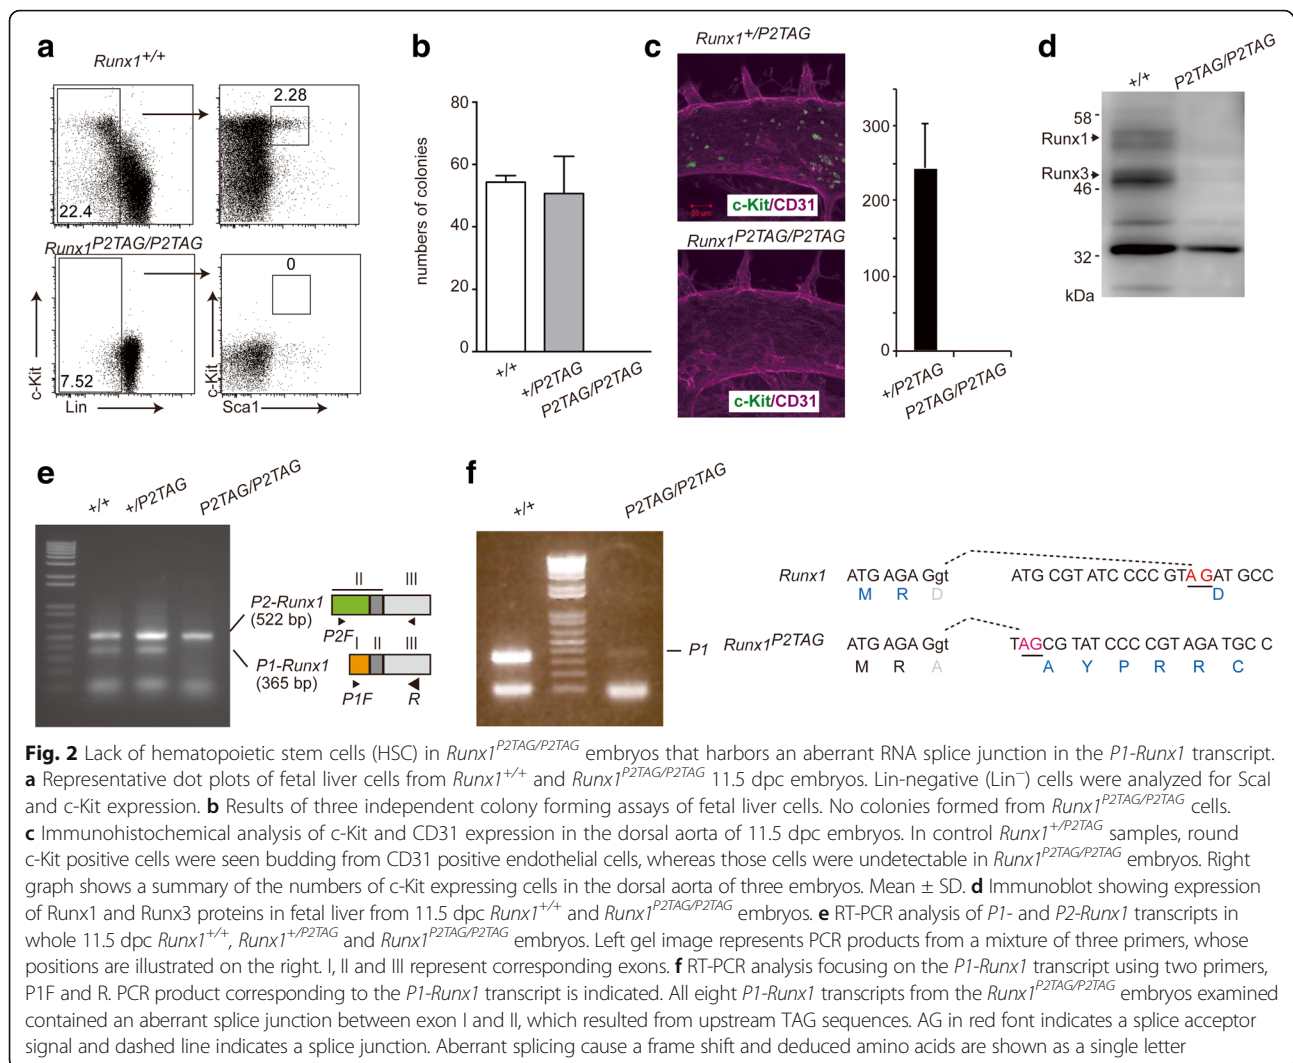 a
Runx1+/+
2.28
22.4
Runx1P2TAG/P2TAG
0
7.52
c-Kit
c-Kit
Lin
Sca1
b
80
60
40
20
0
numbers of colonies
+/+
+/P2TAG
P2TAG/P2TAG
c
Runx1+/P2TAG
50 µm
c-Kit/CD31
Runx1P2TAG/P2TAG
c-Kit/CD31
300
200
100
0
+/P2TAG
P2TAG/P2TAG
d
+/+
P2TAG/P2TAG
58
Runx1
Runx3
46
32
kDa
e
+/+
+/P2TAG
P2TAG/P2TAG
II III
P2-Runx1
(522 bp)
P2F
I II III
P1-Runx1
(365 bp)
P1F R
f
+/+
P2TAG/P2TAG
P1
Runx1 ATG AGA Ggt ATG CGT ATC CCC GTA GAT GCC
M R D D
Runx1P2TAG ATG AGA Ggt TAGCG TAT CCC CGT AGA TGC C
M R A A Y P R R C
Fig. 2 Lack of hematopoietic stem cells (HSC) in Runx1P2TAG/P2TAG embryos that harbors an aberrant RNA splice junction in the P1-Runx1 transcript.
a Representative dot plots of fetal liver cells from Runx1+/+ and Runx1P2TAG/P2TAG 11.5 dpc embryos. Lin-negative (Lin−) cells were analyzed for ScaI
and c-Kit expression. b Results of three independent colony forming assays of fetal liver cells. No colonies formed from Runx1P2TAG/P2TAG cells.
c Immunohistochemical analysis of c-Kit and CD31 expression in the dorsal aorta of 11.5 dpc embryos. In control Runx1+/P2TAG samples, round
c-Kit positive cells were seen budding from CD31 positive endothelial cells, whereas those cells were undetectable in Runx1P2TAG/P2TAG embryos. Right
graph shows a summary of the numbers of c-Kit expressing cells in the dorsal aorta of three embryos. Mean ± SD. d Immunoblot showing expression
of Runx1 and Runx3 proteins in fetal liver from 11.5 dpc Runx1+/+ and Runx1P2TAG/P2TAG embryos. e RT-PCR analysis of P1- and P2-Runx1 transcripts in
whole 11.5 dpc Runx1+/+, Runx1+/P2TAG and Runx1P2TAG/P2TAG embryos. Left gel image represents PCR products from a mixture of three primers, whose
positions are illustrated on the right. I, II and III represent corresponding exons. f RT-PCR analysis focusing on the P1-Runx1 transcript using two primers,
P1F and R. PCR product corresponding to the P1-Runx1 transcript is indicated. All eight P1-Runx1 transcripts from the Runx1P2TAG/P2TAG embryos examined
contained an aberrant splice junction between exon I and II, which resulted from upstream TAG sequences. AG in red font indicates a splice acceptor
signal and dashed line indicates a splice junction. Aberrant splicing cause a frame shift and deduced amino acids are shown as a single letter